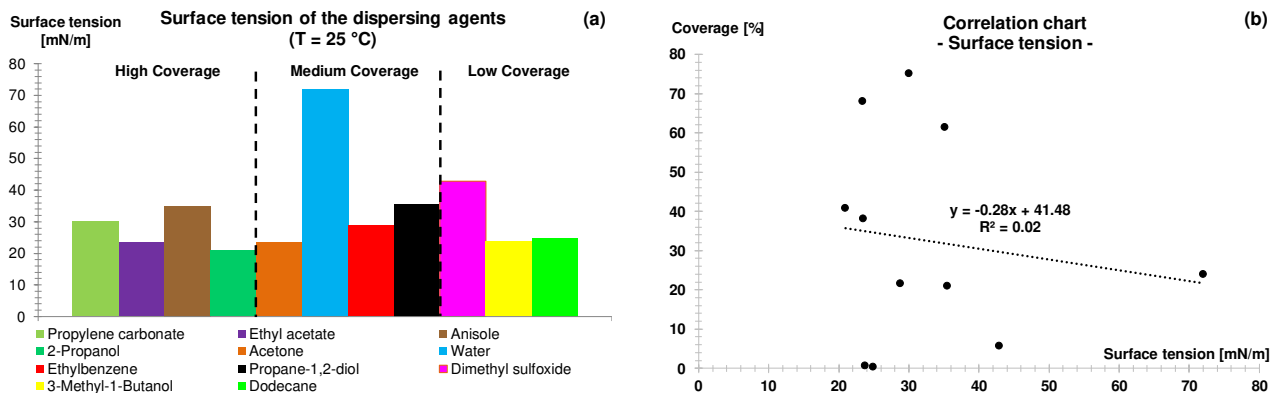 Surface tension
[mN/m]
Surface tension of the dispersing agents
(T = 25 °C)
(a)
High Coverage
Medium Coverage
Low Coverage
80
70
60
50
40
30
20
10
0
Propylene carbonate
Ethyl acetate
Anisole
2-Propanol
Acetone
Water
Ethylbenzene
Propane-1,2-diol
Dimethyl sulfoxide
3-Methyl-1-Butanol
Dodecane
Coverage [%]
Correlation chart
- Surface tension -
(b)
80
70
60
50
40
30
20
10
0
y = -0.28x + 41.48
R² = 0.02
Surface tension [mN/m]
0 10 20 30 40 50 60 70 80